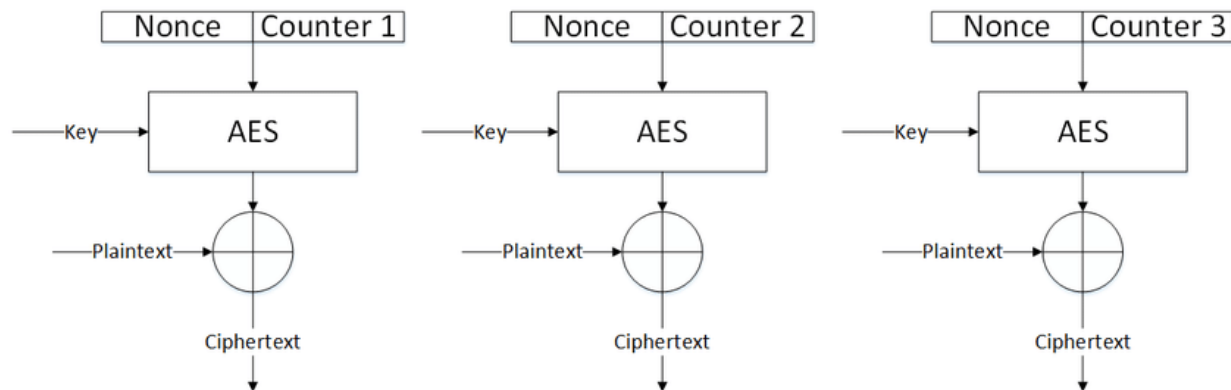 Nonce Counter 1 Nonce Counter 2 Nonce Counter 3
Key AES Key AES Key AES
Plaintext Plaintext Plaintext
Ciphertext Ciphertext Ciphertext